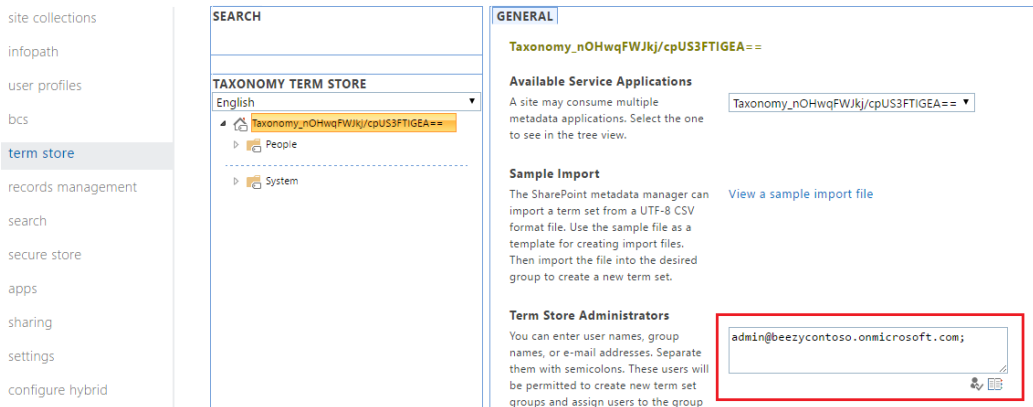 site collections
infopath
user profiles
bcs
term store
records management
search
secure store
apps
sharing
settings
configure hybrid
SEARCH
TAXONOMY TERM STORE
English
Taxonomy_nOHwqFWJkj/cpUS3FTIGEA==
People
System
GENERAL
Taxonomy_nOHwqFWJkj/cpUS3FTIGEA==
Available Service Applications
A site may consume multiple
metadata applications. Select the one
to see in the tree view.
Taxonomy_nOHwqFWJkj/cpUS3FTIGEA==
Sample Import
The SharePoint metadata manager can
import a term set from a UTF-8 CSV
format file. Use the sample file as a
template for creating import files.
Then import the file into the desired
group to create a new term set.
View a sample import file
Term Store Administrators
You can enter user names, group
names, or e-mail addresses. Separate
them with semicolons. These users will
be permitted to create new term set
groups and assign users to the group
admin@beezycontoso.onmicrosoft.com;